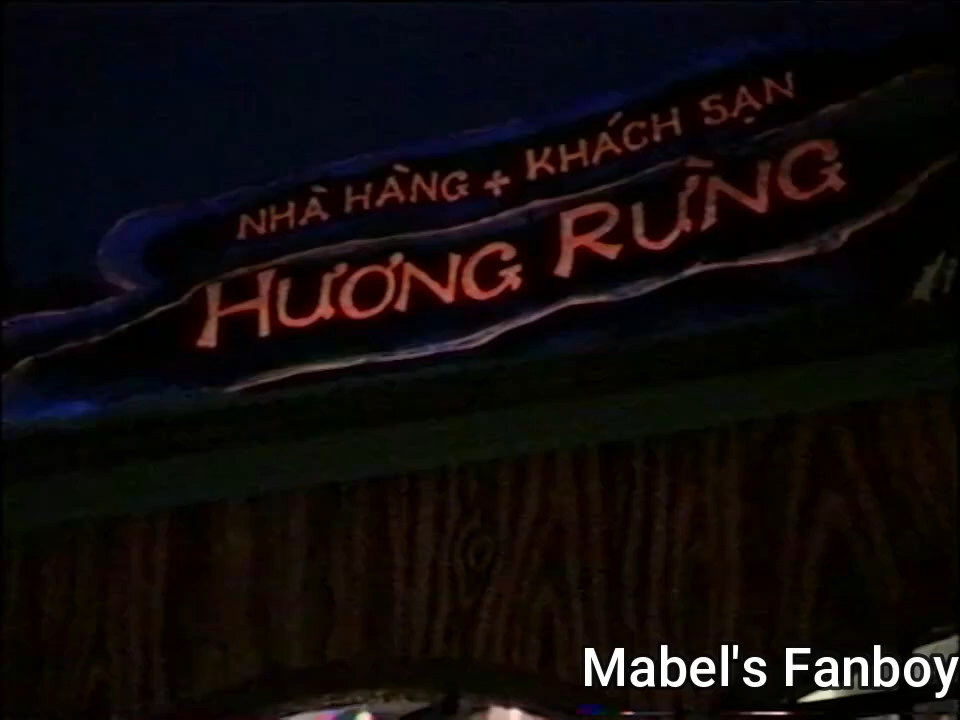 NHÀ HÀNG + KHÁCH SẠN
HƯƠNG RỪNG
Mabel's Fanboy